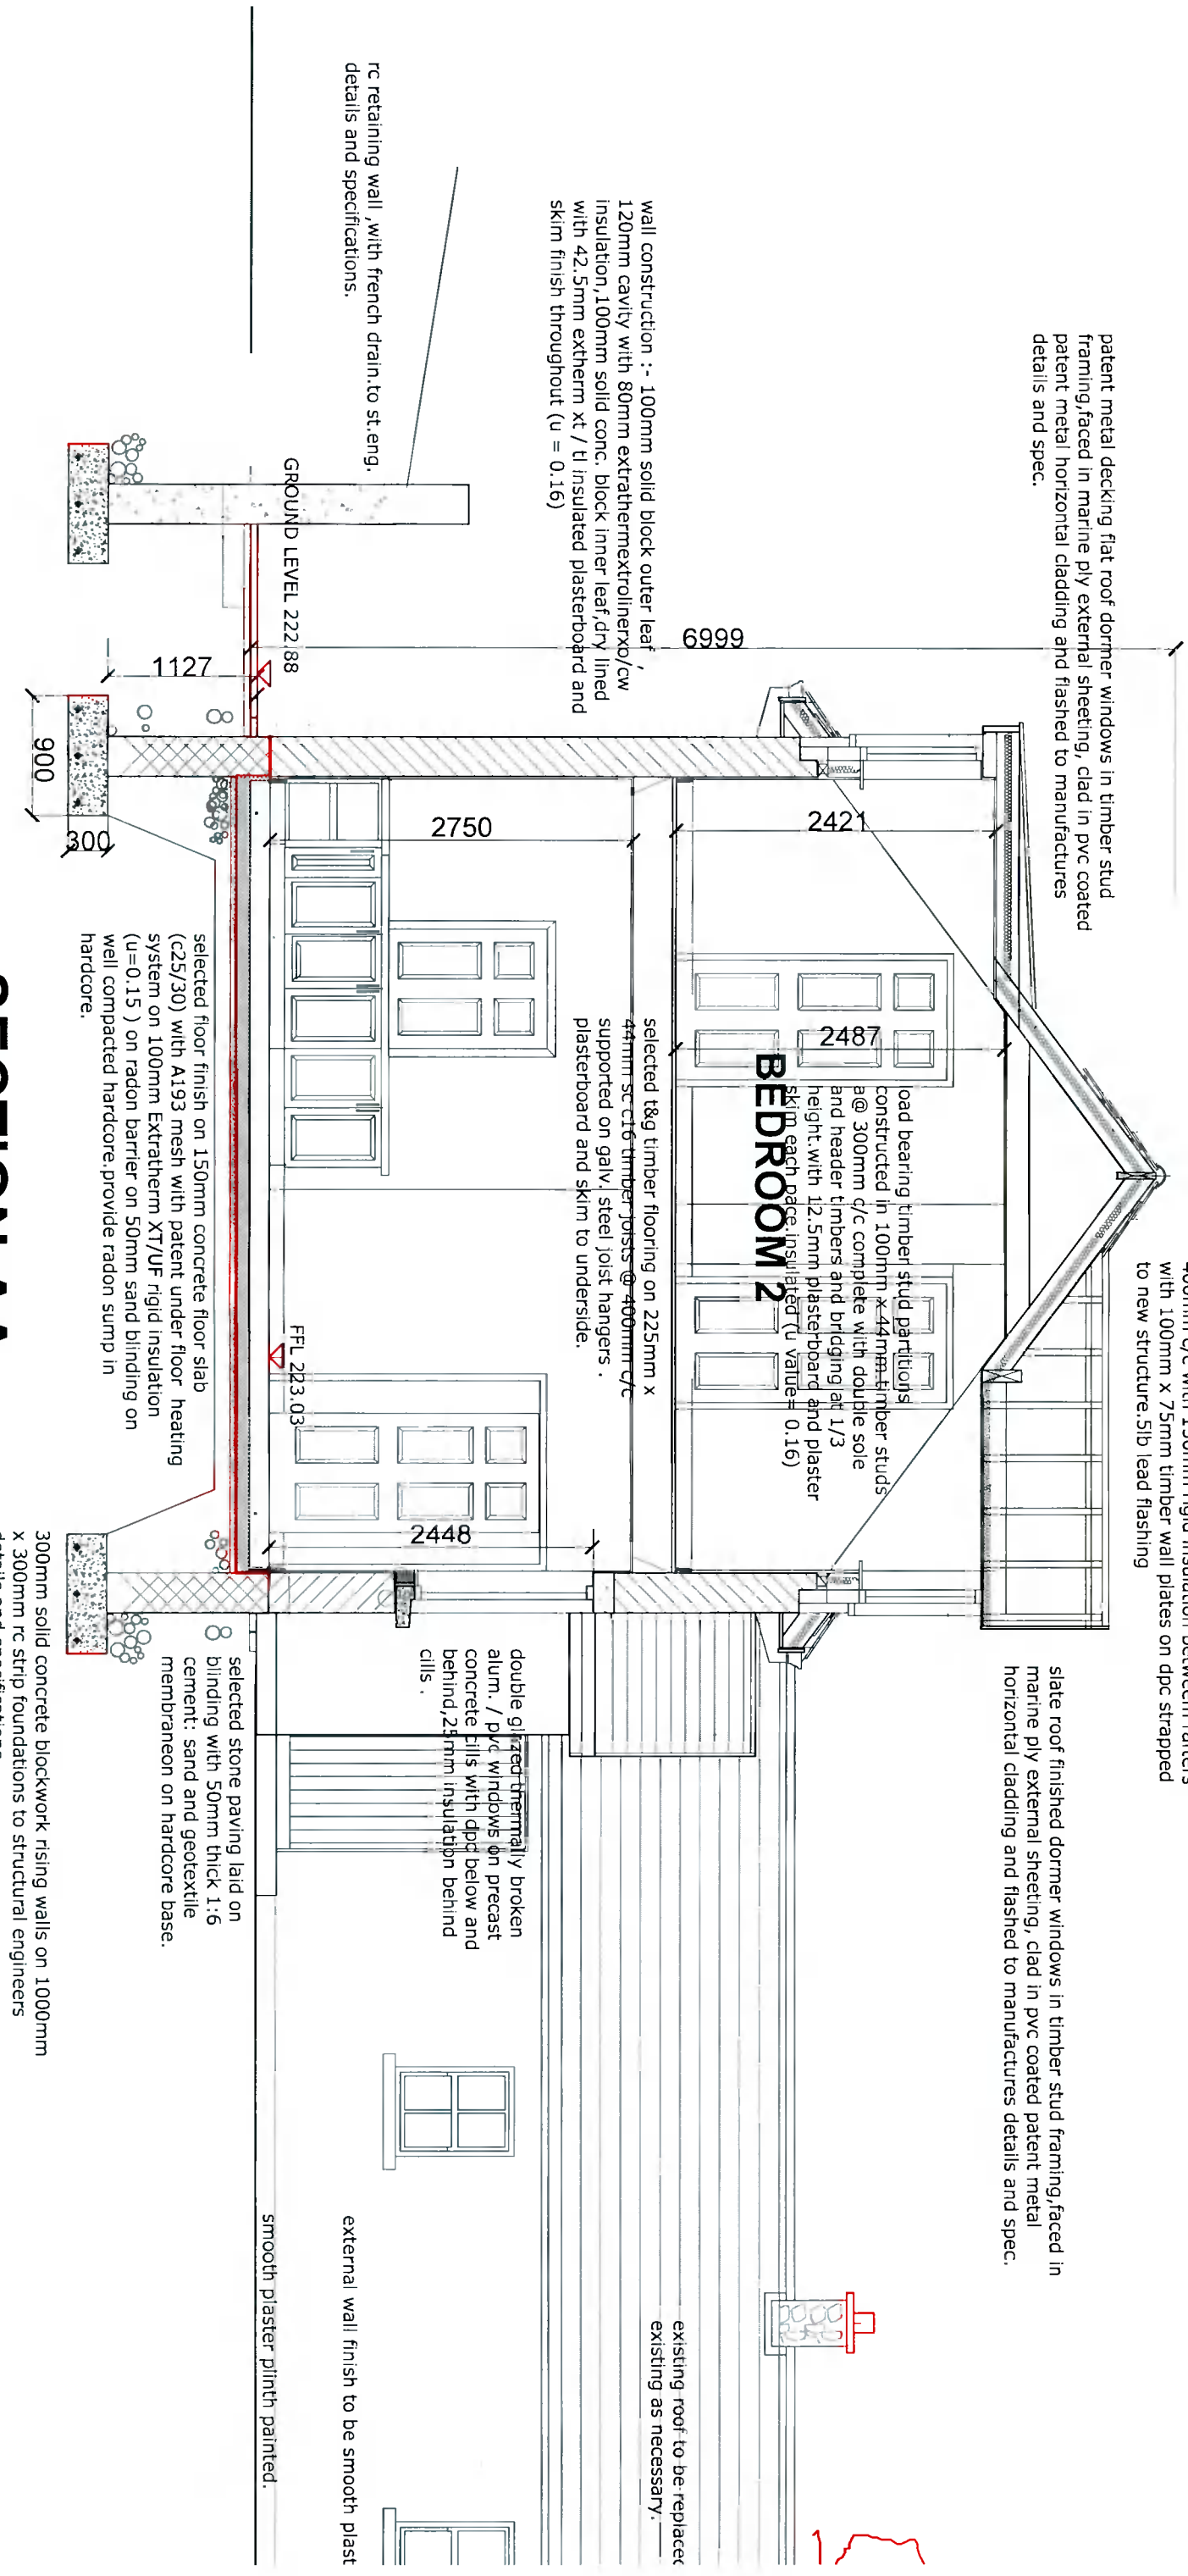 with 100mm x 75mm timber wall plates on dpc strapped
to new structure.5lb lead flashing
patent metal decking flat roof dormer windows in timber stud
framing,faced in marine ply external sheeting, clad in pvc coated
patent metal horizontal cladding and flashed to manufactures
details and spec.
slate roof finished dormer windows in timber stud framing,faced in
marine ply external sheeting, clad in pvc coated patent metal
horizontal cladding and flashed to manufactures details and spec.
6999
2421
2487
load bearing timber stud partitions
constructed in 100mm x 44mm timber studs
a@ 300mm c/c complete with double sole
and header timbers and bridging at 1/3
height.with 12.5mm plasterboard and plaster
skim each pace.insulated (u value= 0.16)
BEDROOM 2
wall construction :- 100mm solid block outer leaf ,
120mm cavity with 80mm extrathermextrolinerxo/cw
insulation,100mm solid conc. block inner leaf,dry lined
with 42.5mm extherm xt / tl insulated plasterboard and
skim finish throughout (u = 0.16)
selected t&g timber flooring on 225mm x
44mm sc c16 timber joists @ 400mm c/c
supported on galv. steel joist hangers .
plasterboard and skim to underside.
existing roof to be replaced
existing as necessary.
2750
2448
double glazed thermally broken
alum. / pvc windows on precast
concrete cills with dpc below and
behind,25mm insulation behind
cills .
rc retaining wall ,with french drain.to st.eng.
details and specifications.
external wall finish to be smooth plast
GROUND LEVEL 222.88
FFL 223.03
smooth plaster plinth painted.
1127
900
300
selected floor finish on 150mm concrete floor slab
(c25/30) with A193 mesh with patent under floor heating
system on 100mm Extratherm XT/UF rigid insulation
(u=0.15 ) on radon barrier on 50mm sand blinding on
well compacted hardcore.provide radon sump in
hardcore.
selected stone paving laid on
blinding with 50mm thick 1:6
cement: sand and geotextile
membraneon on hardcore base.
300mm solid concrete blockwork rising walls on 1000mm
x 300mm rc strip foundations to structural engineers